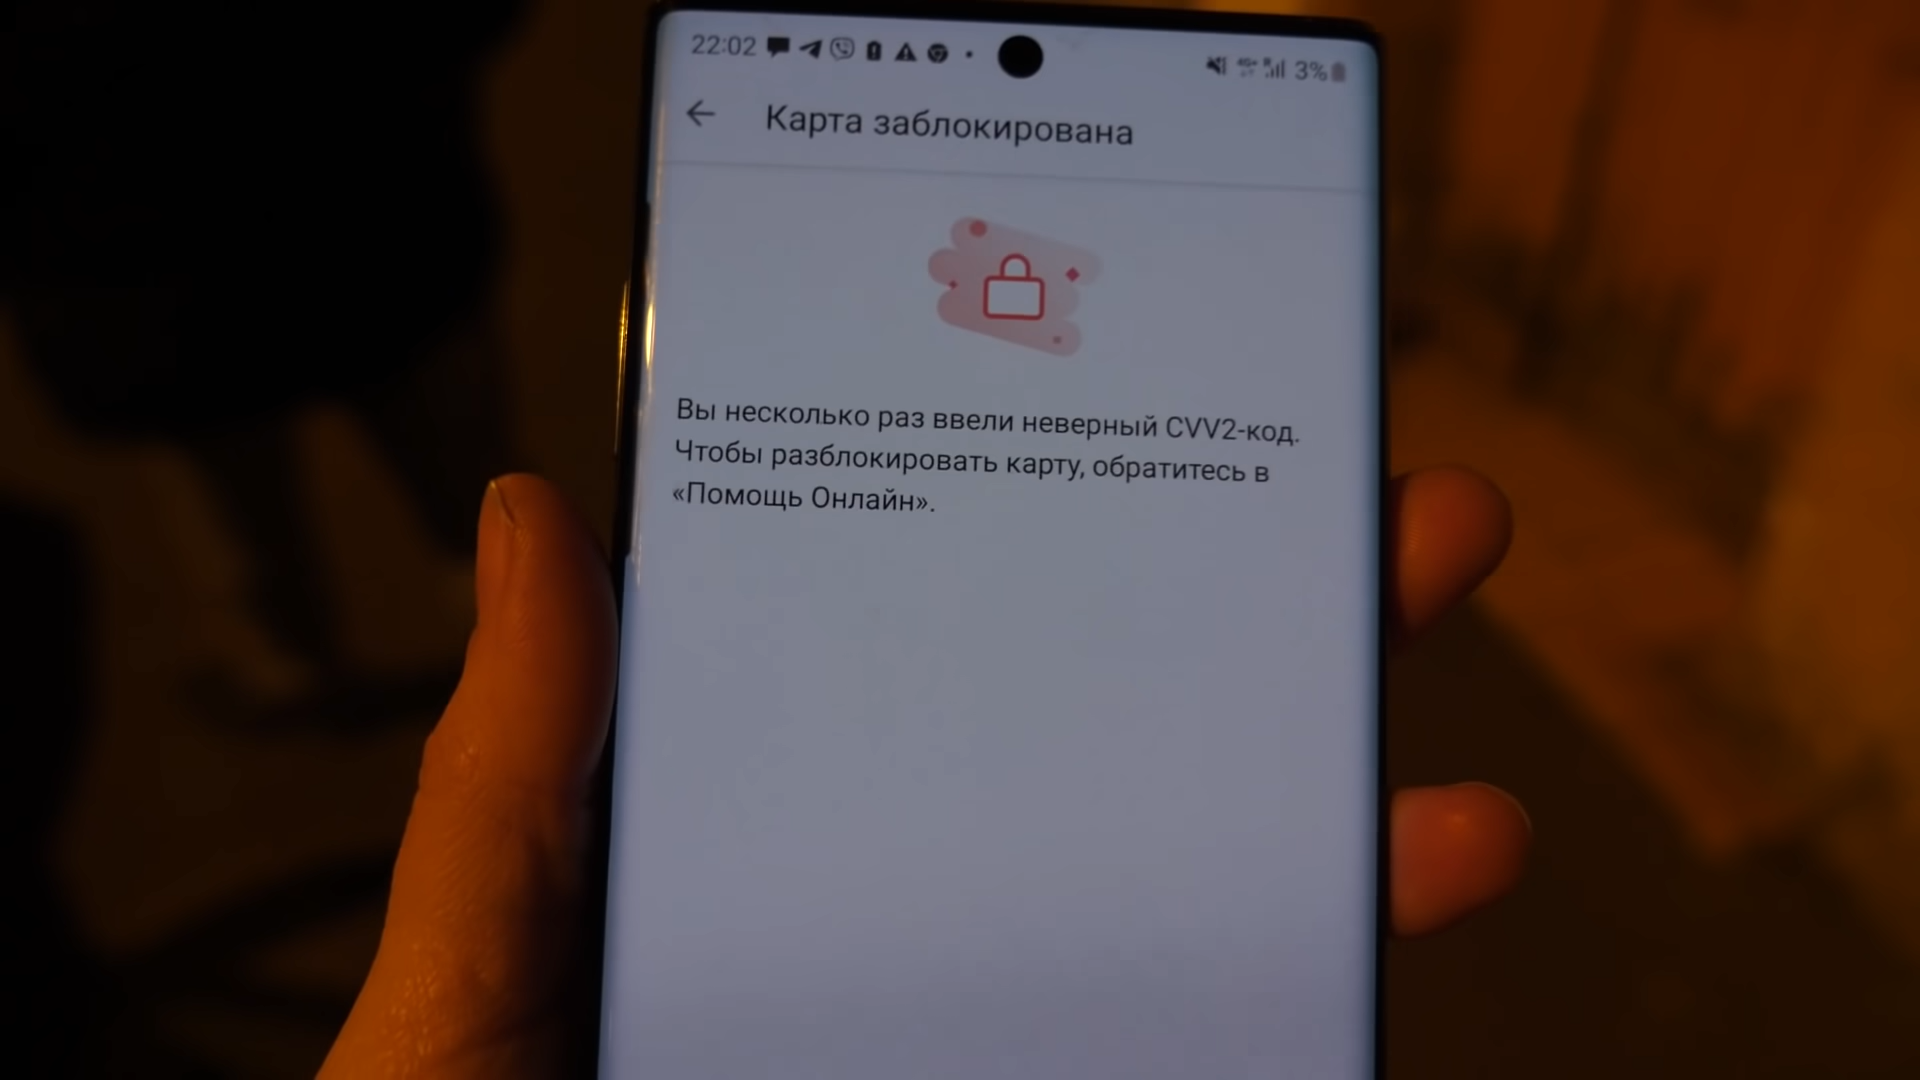 22:02
3%
Карта заблокирована
Вы несколько раз ввели неверный CVV2-код.
Чтобы разблокировать карту, обратитесь в
«Помощь Онлайн».